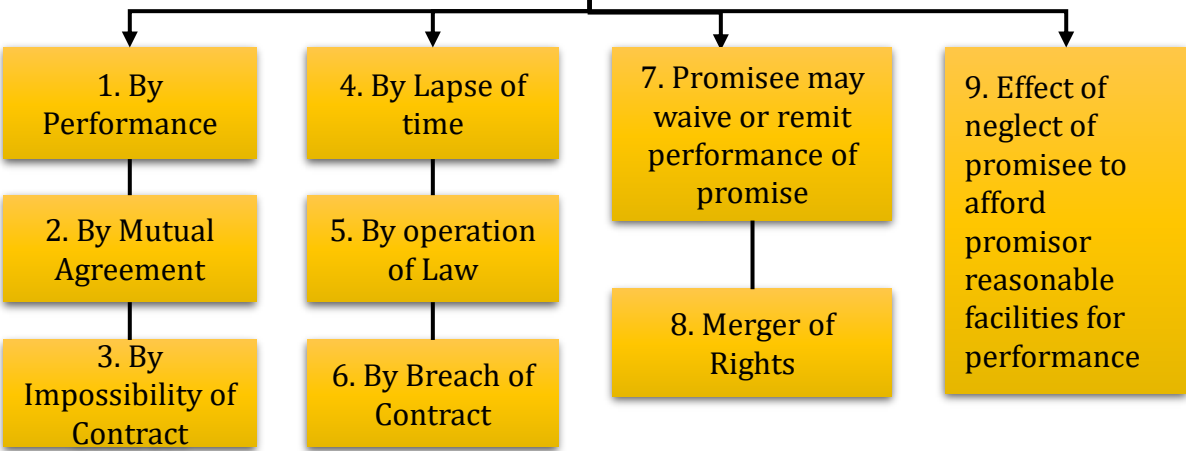 1. By
Performance
2. By Mutual
Agreement
3. By
Impossibility of
Contract
4. By Lapse of
time
5. By operation
of Law
6. By Breach of
Contract
7. Promisee may
waive or remit
performance of
promise
8. Merger of
Rights
9. Effect of
neglect of
promisee to
afford
promisor
reasonable
facilities for
performance